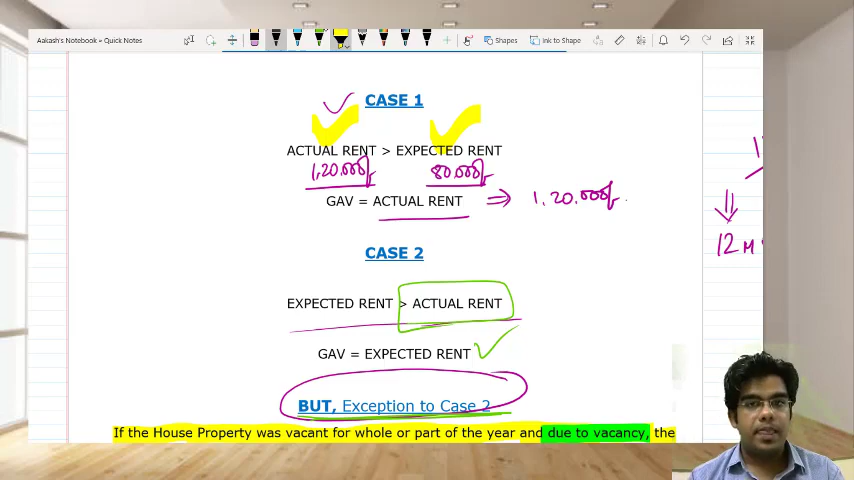 Aakash's Notebook » Quick Notes
Shapes
Ink to Shape
CASE 1
ACTUAL RENT > EXPECTED RENT
1,20,000/- 80,000/-
GAV = ACTUAL RENT ⇒ 1,20,000/-
12 M
CASE 2
EXPECTED RENT > ACTUAL RENT
GAV = EXPECTED RENT
BUT, Exception to Case 2
If the House Property was vacant for whole or part of the year and due to vacancy, the